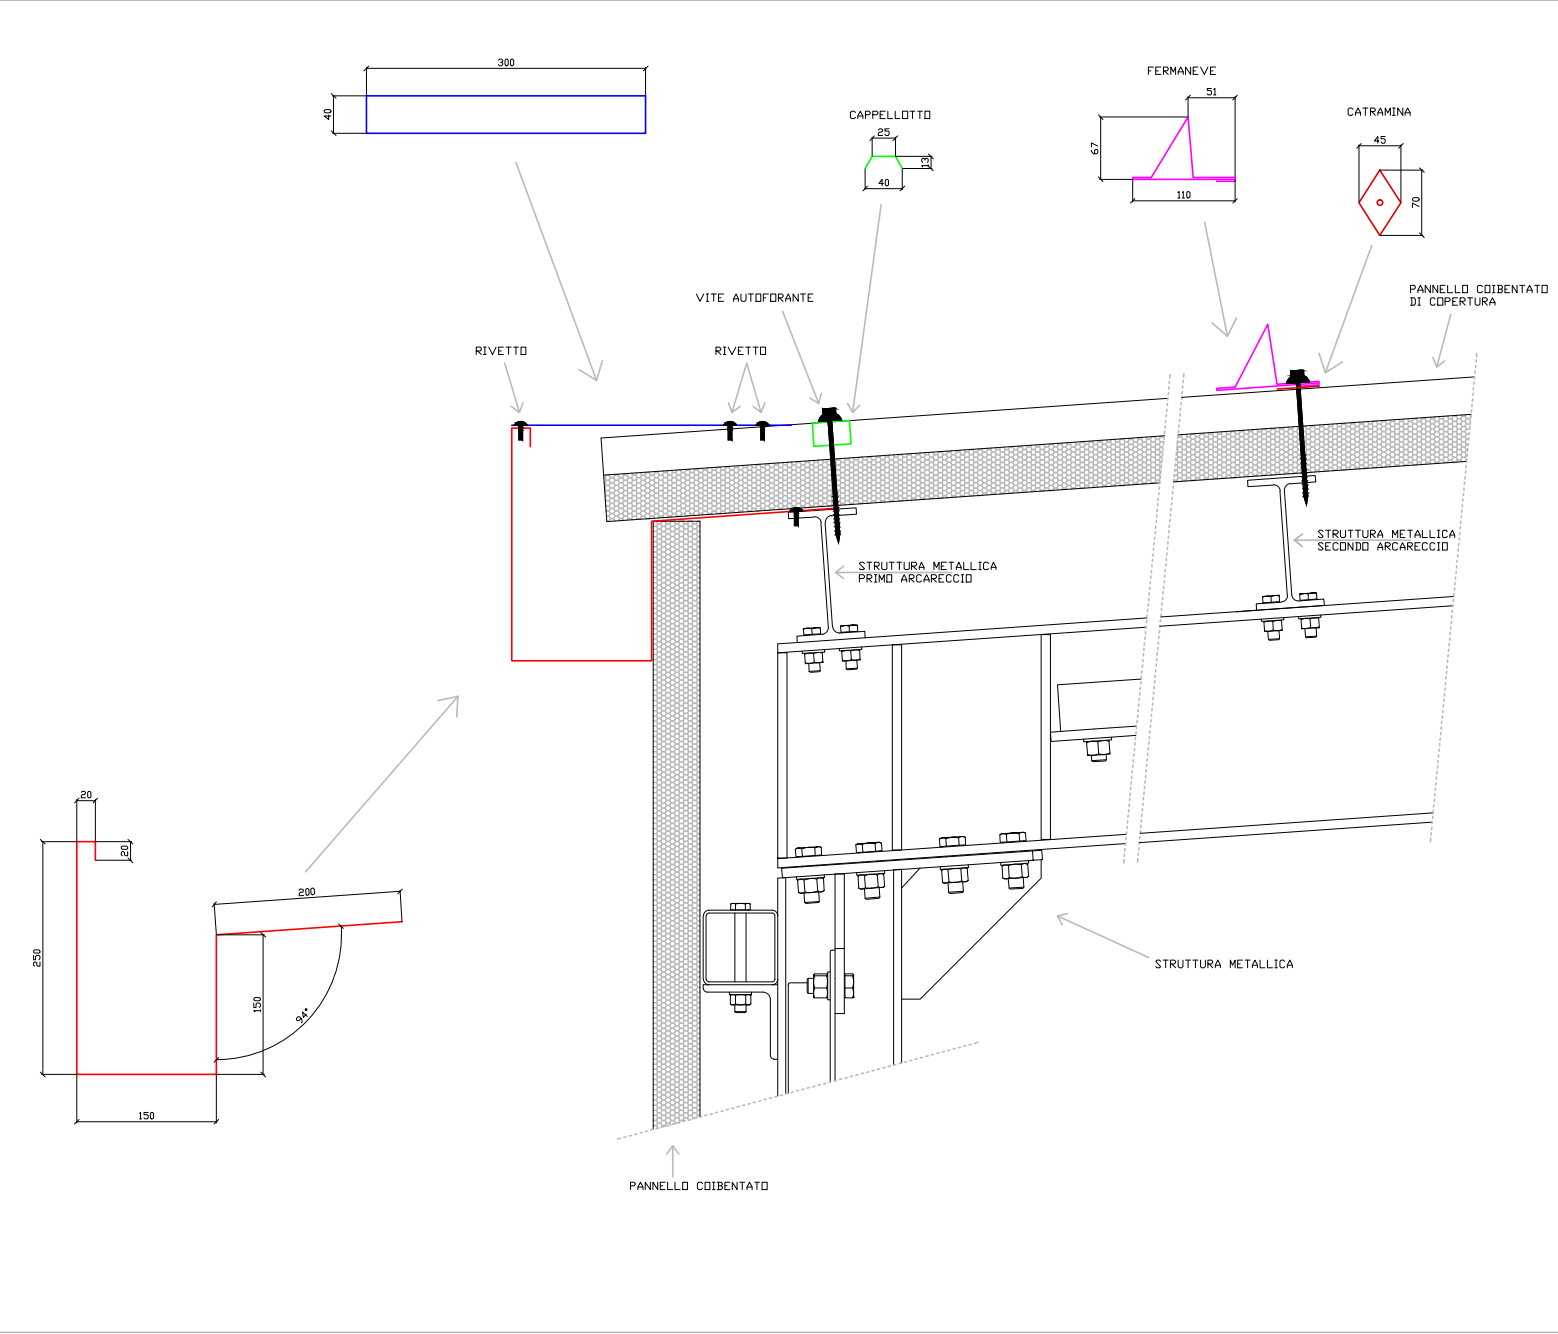 300
40
CAPPELLOTTO
25
13
40
FERMANEVE
51
67
110
CATRAMINA
45
70
VITE AUTOFORANTE
PANNELLO COIBENTATO
DI COPERTURA
RIVETTO
RIVETTO
STRUTTURA METALLICA
SECONDO ARCARECCIO
STRUTTURA METALLICA
PRIMO ARCARECCIO
20
20
200
250
150
94°
150
STRUTTURA METALLICA
PANNELLO COIBENTATO